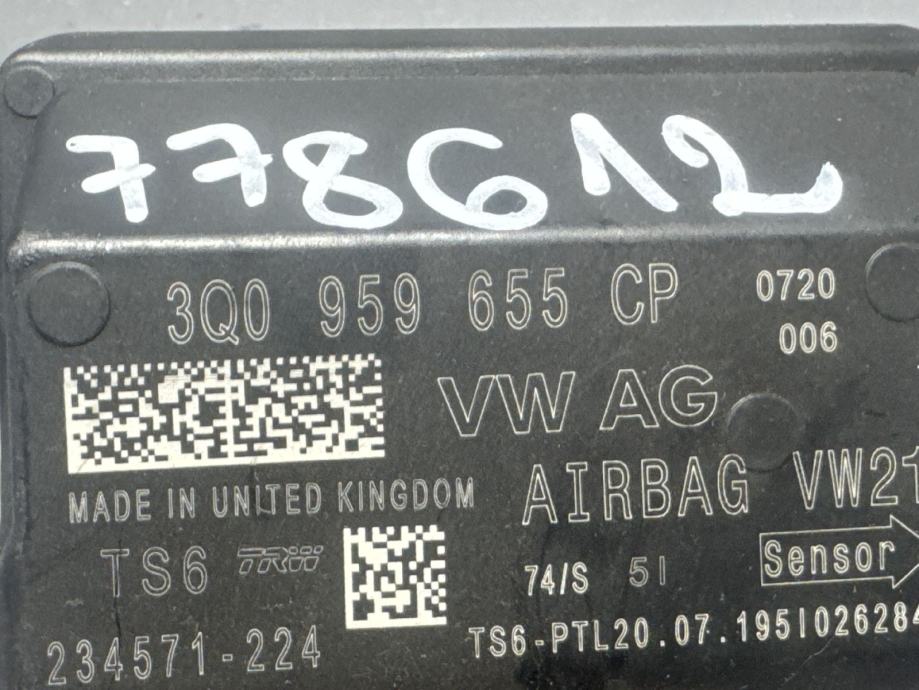 778612
3Q0 959 655 CP 0720
006
VW AG
MADE IN UNITED KINGDOM AIRBAG VW21
TS6 TRW 74/S 51 Sensor
234571-224 TS6-PTL20.07.1951026284